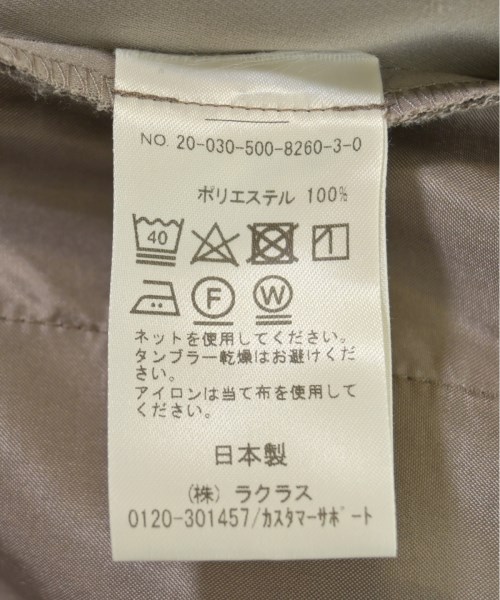 NO. 20-030-500-8260-3-0
ポリエステル 100%
40
F W
ネットを使用してください。
タンブラー乾燥はお避けくだ
さい。
アイロンは当て布を使用して
ください。
日本製
(株) ラクラス
0120-301457/カスタマーサポート